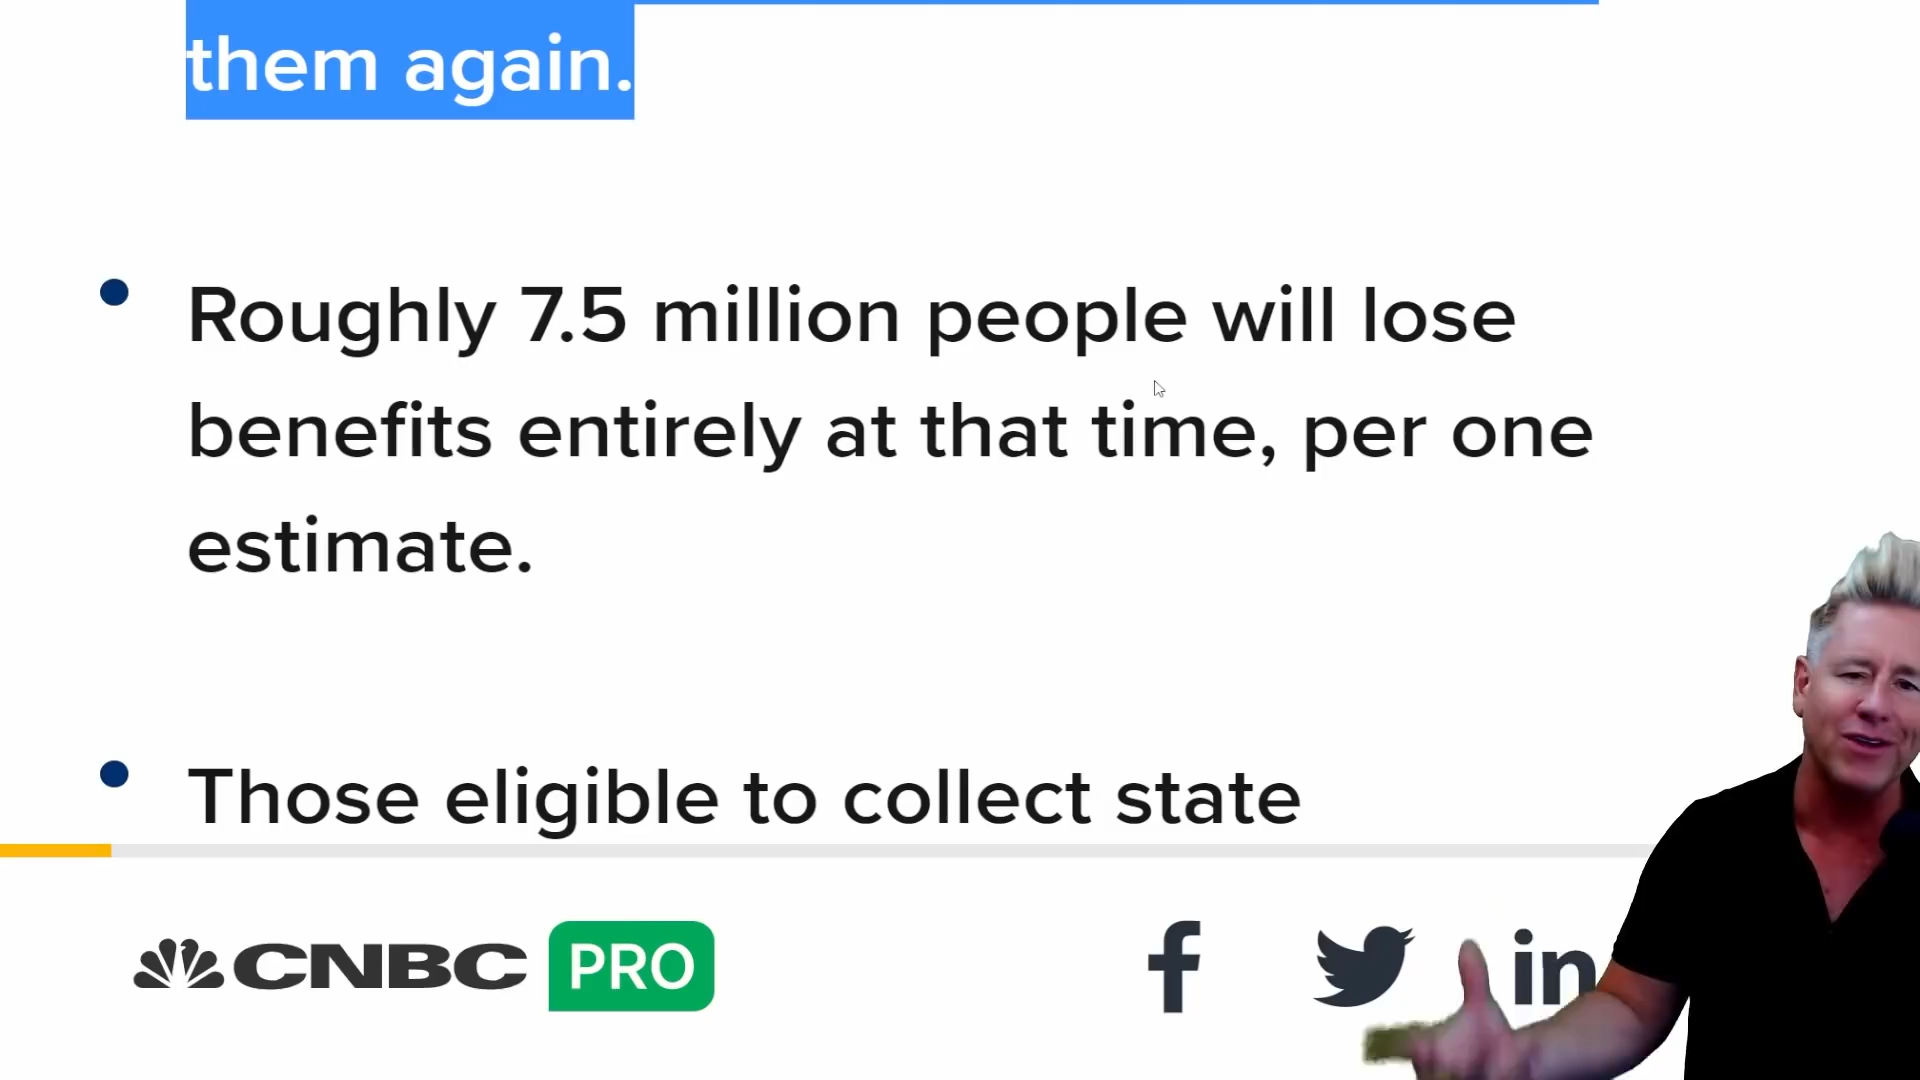 them again.
Roughly 7.5 million people will lose
benefits entirely at that time, per one
estimate.
Those eligible to collect state
CNBC PRO
f
in